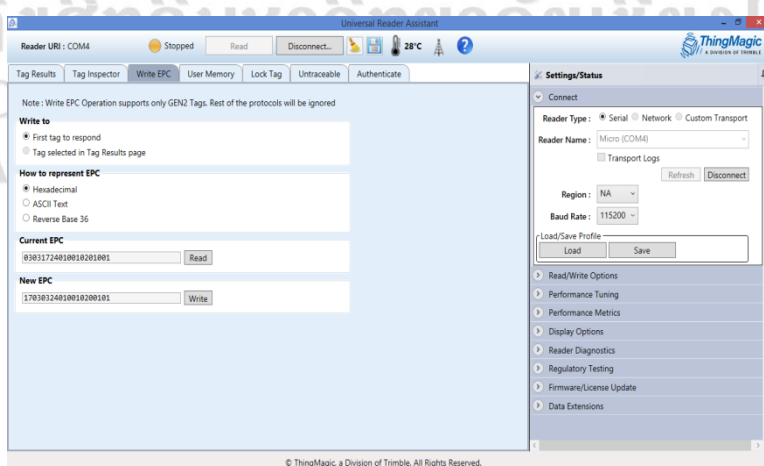 Universal Reader Assistant
Reader URI : COM4 Stopped Read Disconnect... 28°C ThingMagic
A DIVISION OF TRIMBLE
Tag Results Tag Inspector Write EPC User Memory Lock Tag Untraceable Authenticate
Note : Write EPC Operation supports only GEN2 Tags. Rest of the protocols will be ignored
Write to
First tag to respond
Tag selected in Tag Results page
How to represent EPC
Hexadecimal
ASCII Text
Reverse Base 36
Current EPC
03031724010010201001 Read
New EPC
17030324010010200101 Write
Settings/Status
Connect
Reader Type : Serial Network Custom Transport
Reader Name : Micro (COM4)
Transport Logs
Refresh Disconnect
Region : NA
Baud Rate : 115200
Load/Save Profile
Load Save
Read/Write Options
Performance Tuning
Performance Metrics
Display Options
Reader Diagnostics
Regulatory Testing
Firmware/License Update
Data Extensions
© ThingMagic, a Division of Trimble. All Rights Reserved.